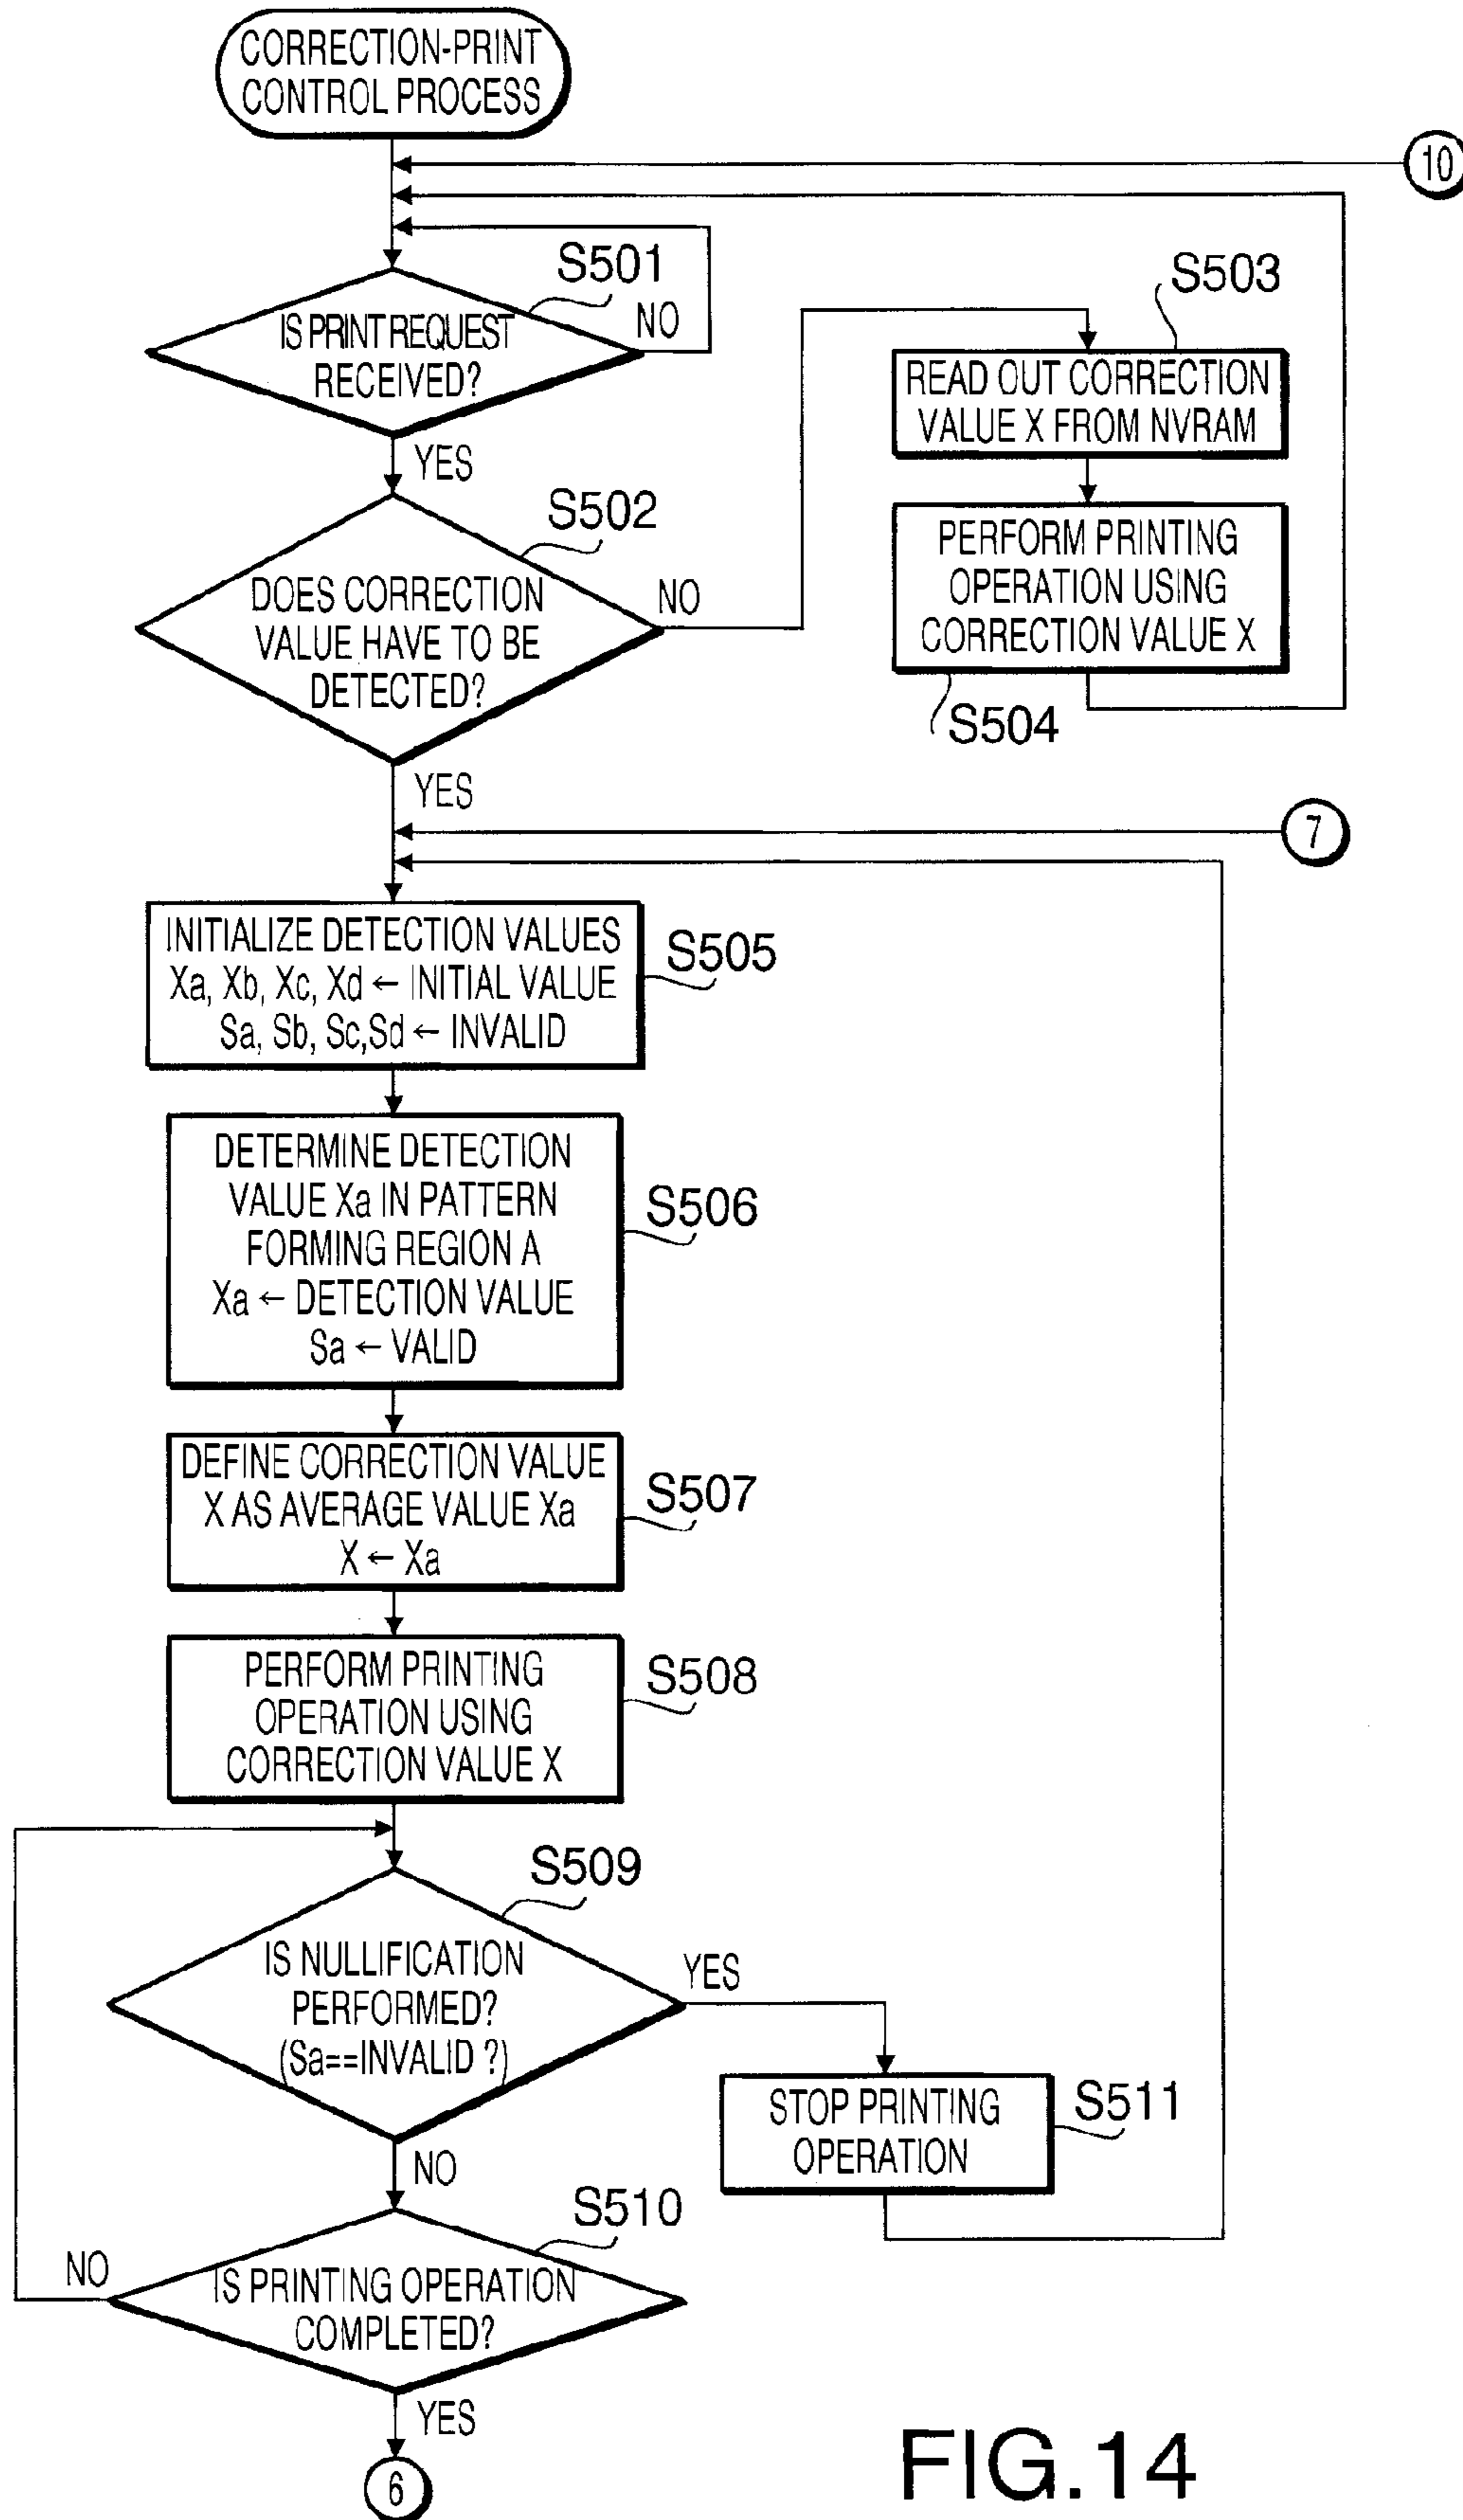 CORRECTION-PRINT
CONTROL PROCESS
10
S501
IS PRINT REQUEST
RECEIVED?
NO
YES
S502
DOES CORRECTION
VALUE HAVE TO BE
DETECTED?
NO
S503
READ OUT CORRECTION
VALUE X FROM NVRAM
PERFORM PRINTING
OPERATION USING
CORRECTION VALUE X
S504
YES
7
INITIALIZE DETECTION VALUES
Xa, Xb, Xc, Xd ← INITIAL VALUE
Sa, Sb, Sc,Sd ← INVALID
S505
DETERMINE DETECTION
VALUE Xa IN PATTERN
FORMING REGION A
Xa ← DETECTION VALUE
Sa ← VALID
S506
DEFINE CORRECTION VALUE
X AS AVERAGE VALUE Xa
X ← Xa
S507
PERFORM PRINTING
OPERATION USING
CORRECTION VALUE X
S508
S509
IS NULLIFICATION
PERFORMED?
(Sa==INVALID ?)
YES
STOP PRINTING
OPERATION
S511
NO
S510
IS PRINTING OPERATION
COMPLETED?
NO
YES
6
FIG.14